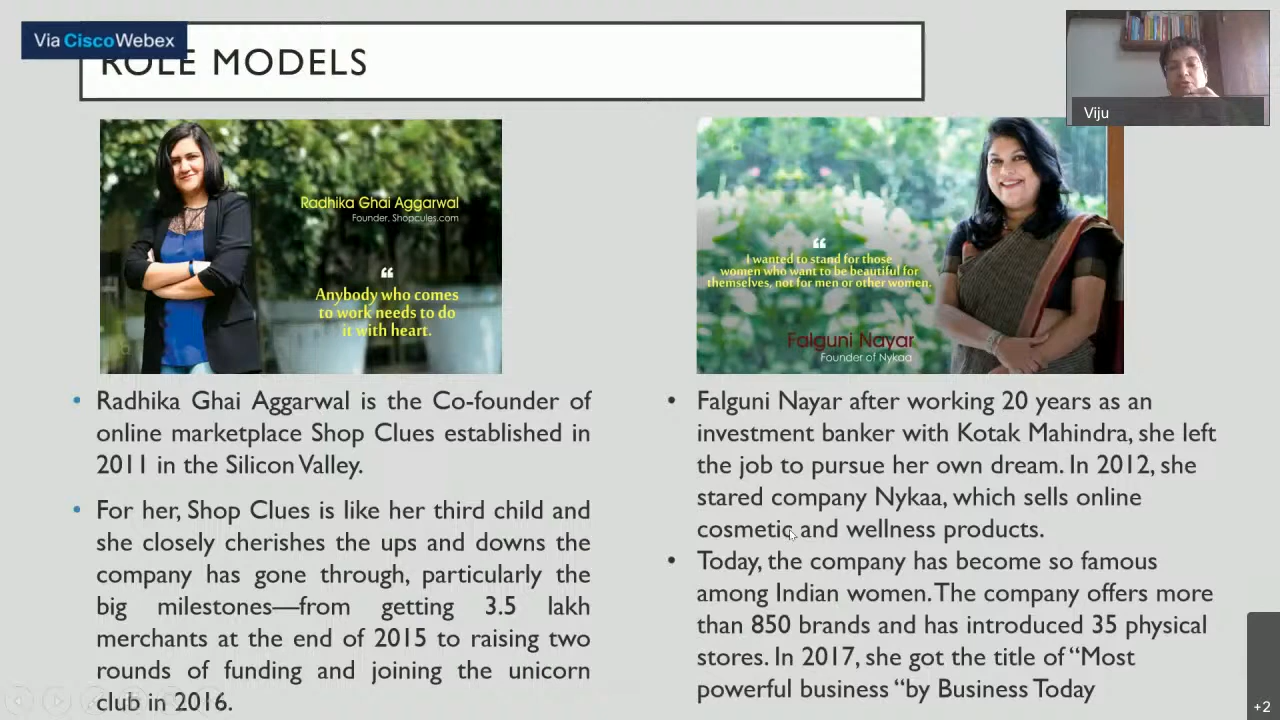 Via Cisco Webex
ROLE MODELS
Viju
Radhika Ghai Aggarwal
Founder, Shopcules.com
Anybody who comes
to work needs to do
it with heart.
I wanted to stand for those
women who want to be beautiful for
themselves, not for men or other women.
Falguni Nayar
Founder of Nykaa
• Radhika Ghai Aggarwal is the Co-founder of
online marketplace Shop Clues established in
2011 in the Silicon Valley.
• For her, Shop Clues is like her third child and
she closely cherishes the ups and downs the
company has gone through, particularly the
big milestones—from getting 3.5 lakh
merchants at the end of 2015 to raising two
rounds of funding and joining the unicorn
club in 2016.
• Falguni Nayar after working 20 years as an
investment banker with Kotak Mahindra, she left
the job to pursue her own dream. In 2012, she
stared company Nykaa, which sells online
cosmetic and wellness products.
• Today, the company has become so famous
among Indian women. The company offers more
than 850 brands and has introduced 35 physical
stores. In 2017, she got the title of “Most
powerful business “by Business Today
+2